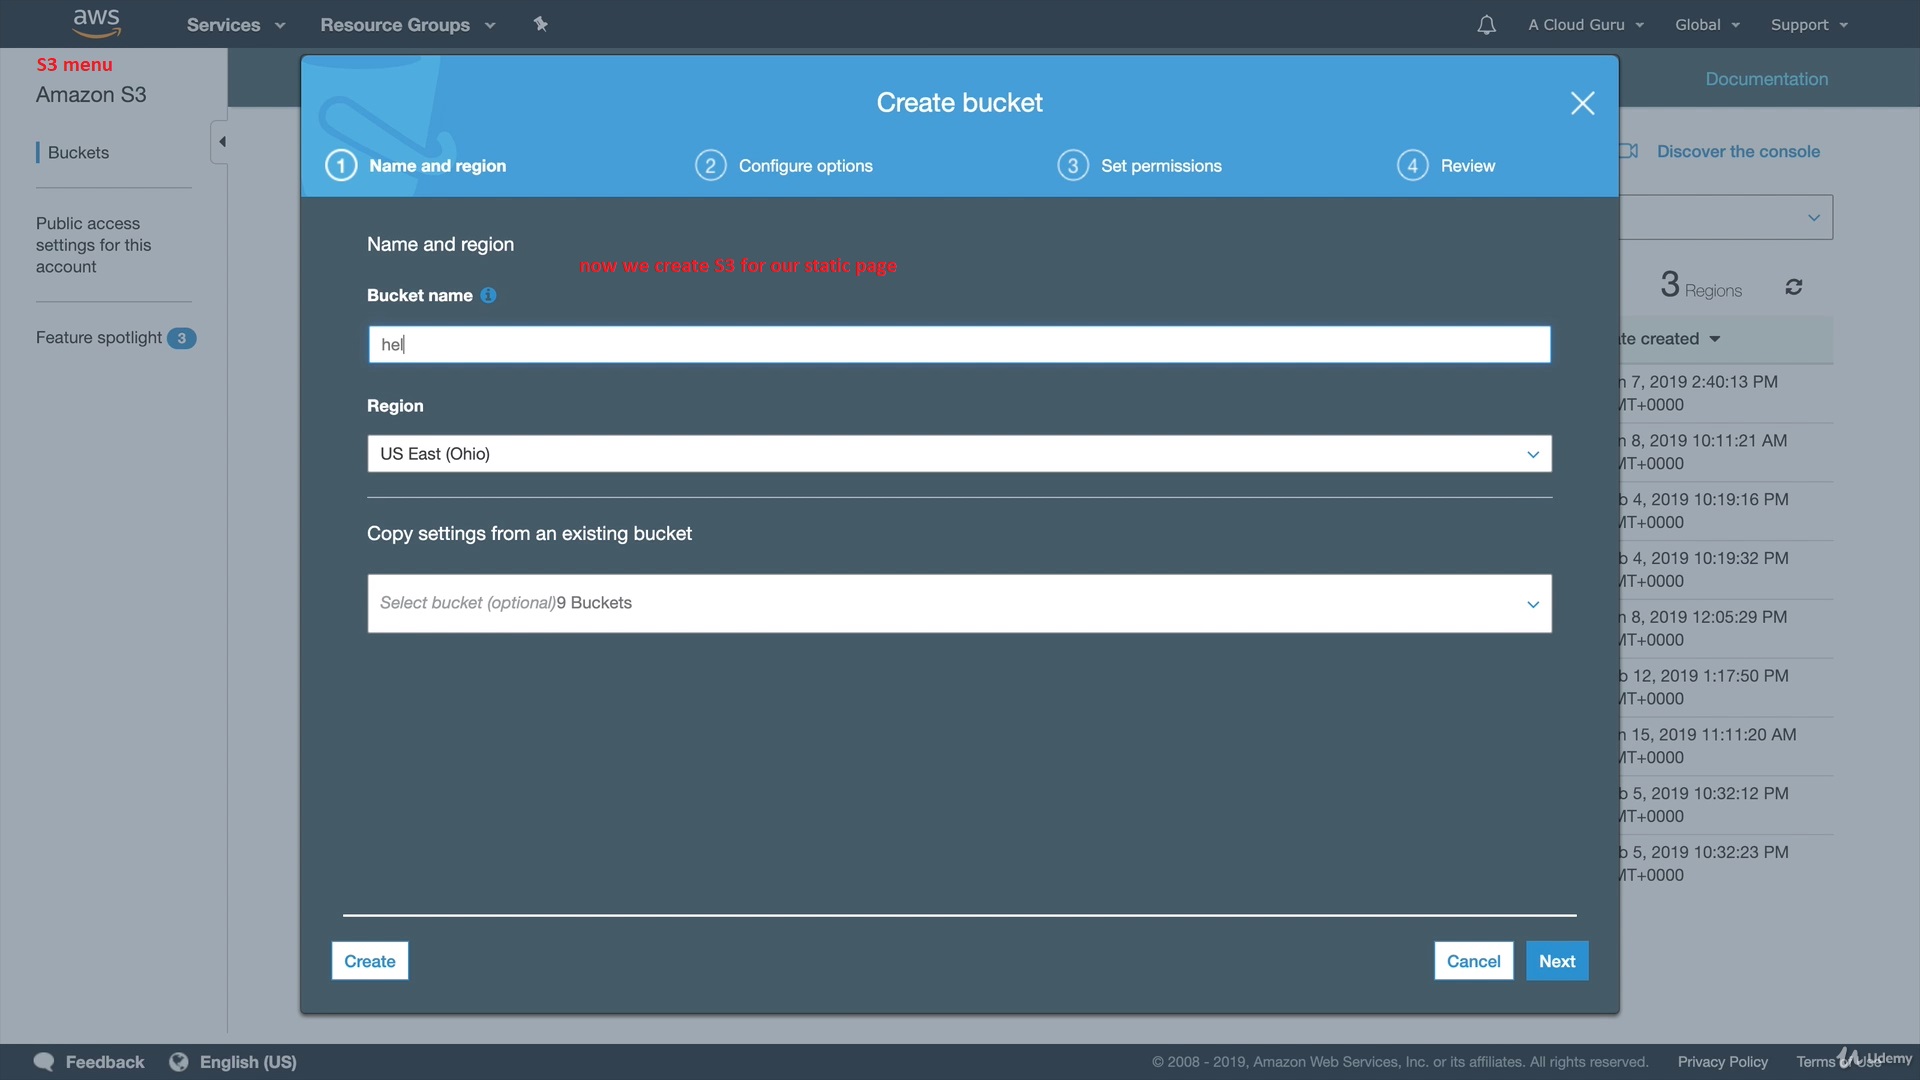 aws
Services
Resource Groups
A Cloud Guru
Global
Support
S3 menu
Amazon S3
Documentation
Create bucket
Buckets
Discover the console
1 Name and region
2 Configure options
3 Set permissions
4 Review
Public access
settings for this
account
Name and region
now we create S3 for our static page
Bucket name
3 Regions
Feature spotlight 3
hel
te created
n 7, 2019 2:40:13 PM
MT+0000
Region
n 8, 2019 10:11:21 AM
MT+0000
US East (Ohio)
b 4, 2019 10:19:16 PM
MT+0000
Copy settings from an existing bucket
b 4, 2019 10:19:32 PM
MT+0000
Select bucket (optional)9 Buckets
n 8, 2019 12:05:29 PM
MT+0000
b 12, 2019 1:17:50 PM
MT+0000
n 15, 2019 11:11:20 AM
MT+0000
b 5, 2019 10:32:12 PM
MT+0000
b 5, 2019 10:32:23 PM
MT+0000
Create
Cancel
Next
Feedback
English (US)
© 2008 - 2019, Amazon Web Services, Inc. or its affiliates. All rights reserved.
Privacy Policy
Terms of Use
Udemy